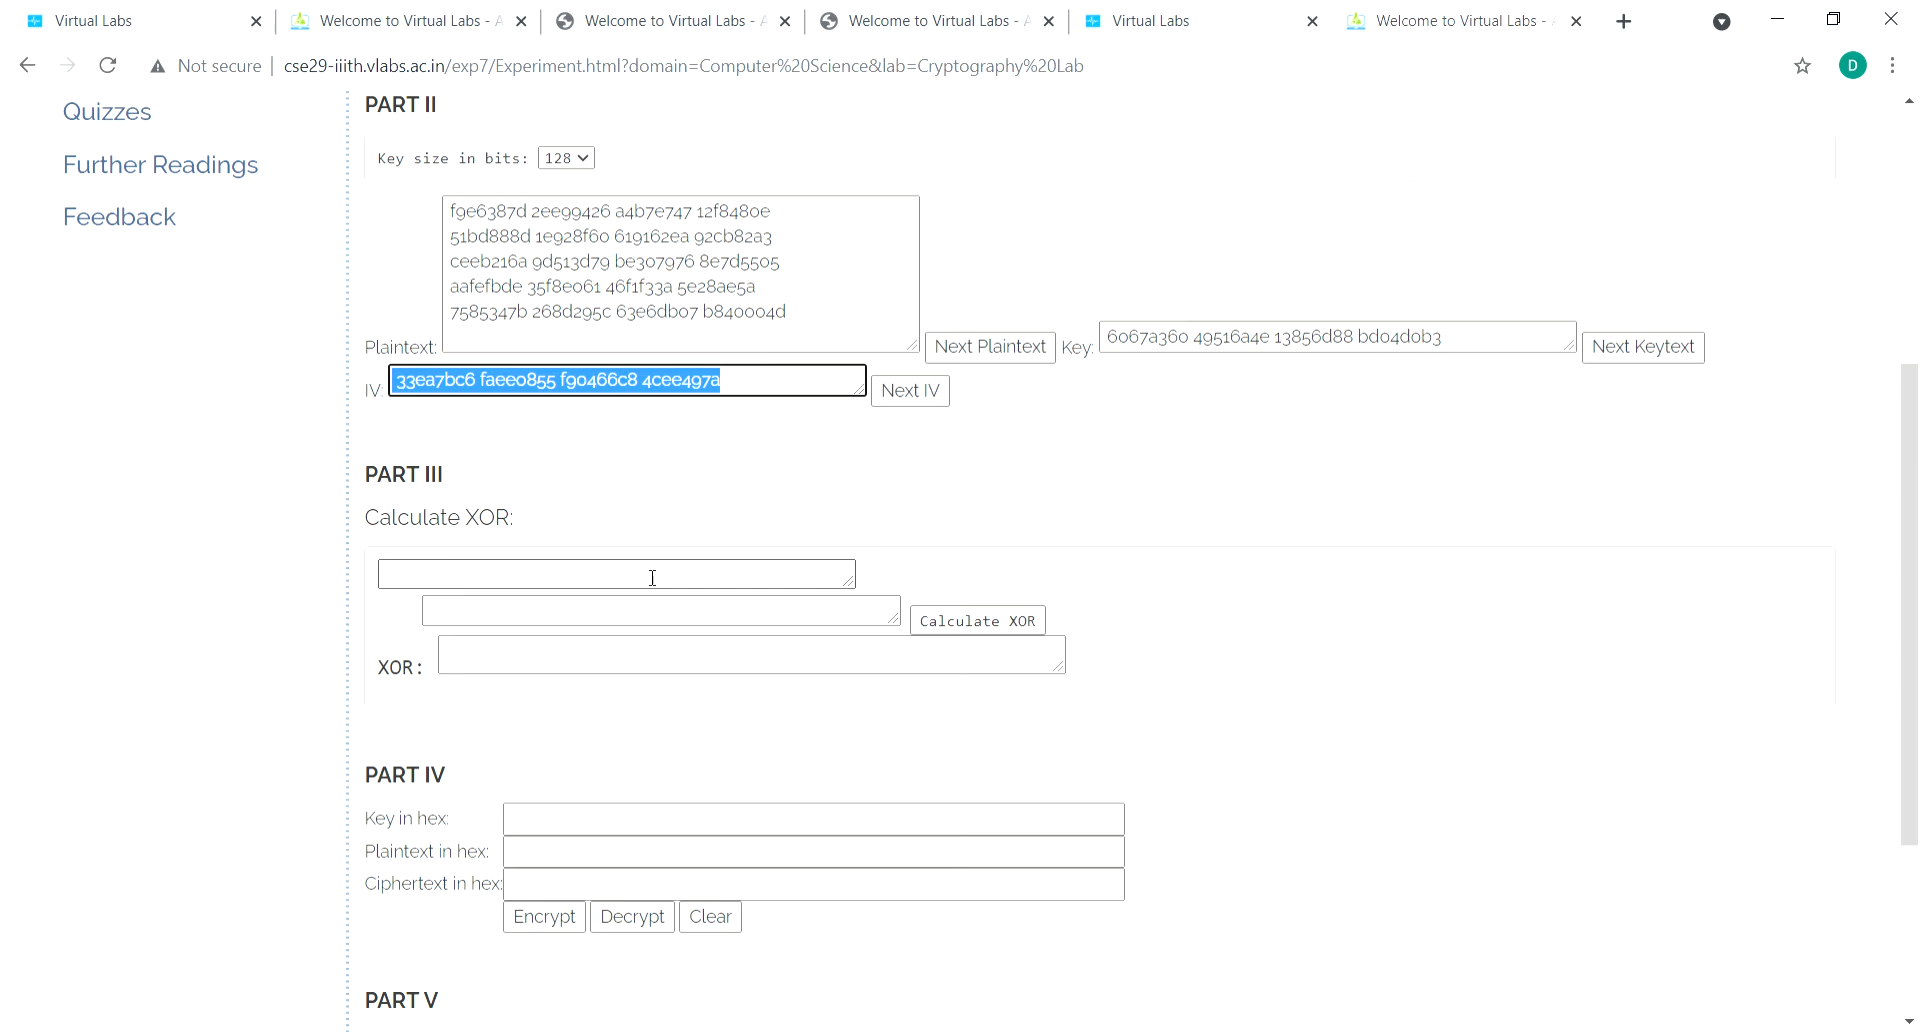 Virtual Labs
Welcome to Virtual Labs - A
Welcome to Virtual Labs - A
Welcome to Virtual Labs - A
Virtual Labs
Welcome to Virtual Labs -
Not secure
cse29-iiith.vlabs.ac.in/exp7/Experiment.html?domain=Computer%20Science&lab=Cryptography%20Lab
D
Quizzes
Further Readings
Feedback
PART II
Key size in bits: 128
Plaintext:
f9e6387d 2ee99426 a4b7e747 12f8480e
51bd888d 1e928f60 619162ea 92cb82a3
ceeb216a 9d513d79 be307976 8e7d5505
aafefbde 35f8e061 46f1f33a 5e28ae5a
7585347b 268d295c 63e6db07 b840004d
Next Plaintext
Key: 6067a360 49516a4e 13856d88 bd04d0b3
Next Keytext
IV: 33ea7bc6 faee0855 f90466c8 4cee497a
Next IV
PART III
Calculate XOR:
Calculate XOR
XOR:
PART IV
Key in hex:
Plaintext in hex:
Ciphertext in hex:
Encrypt Decrypt Clear
PART V